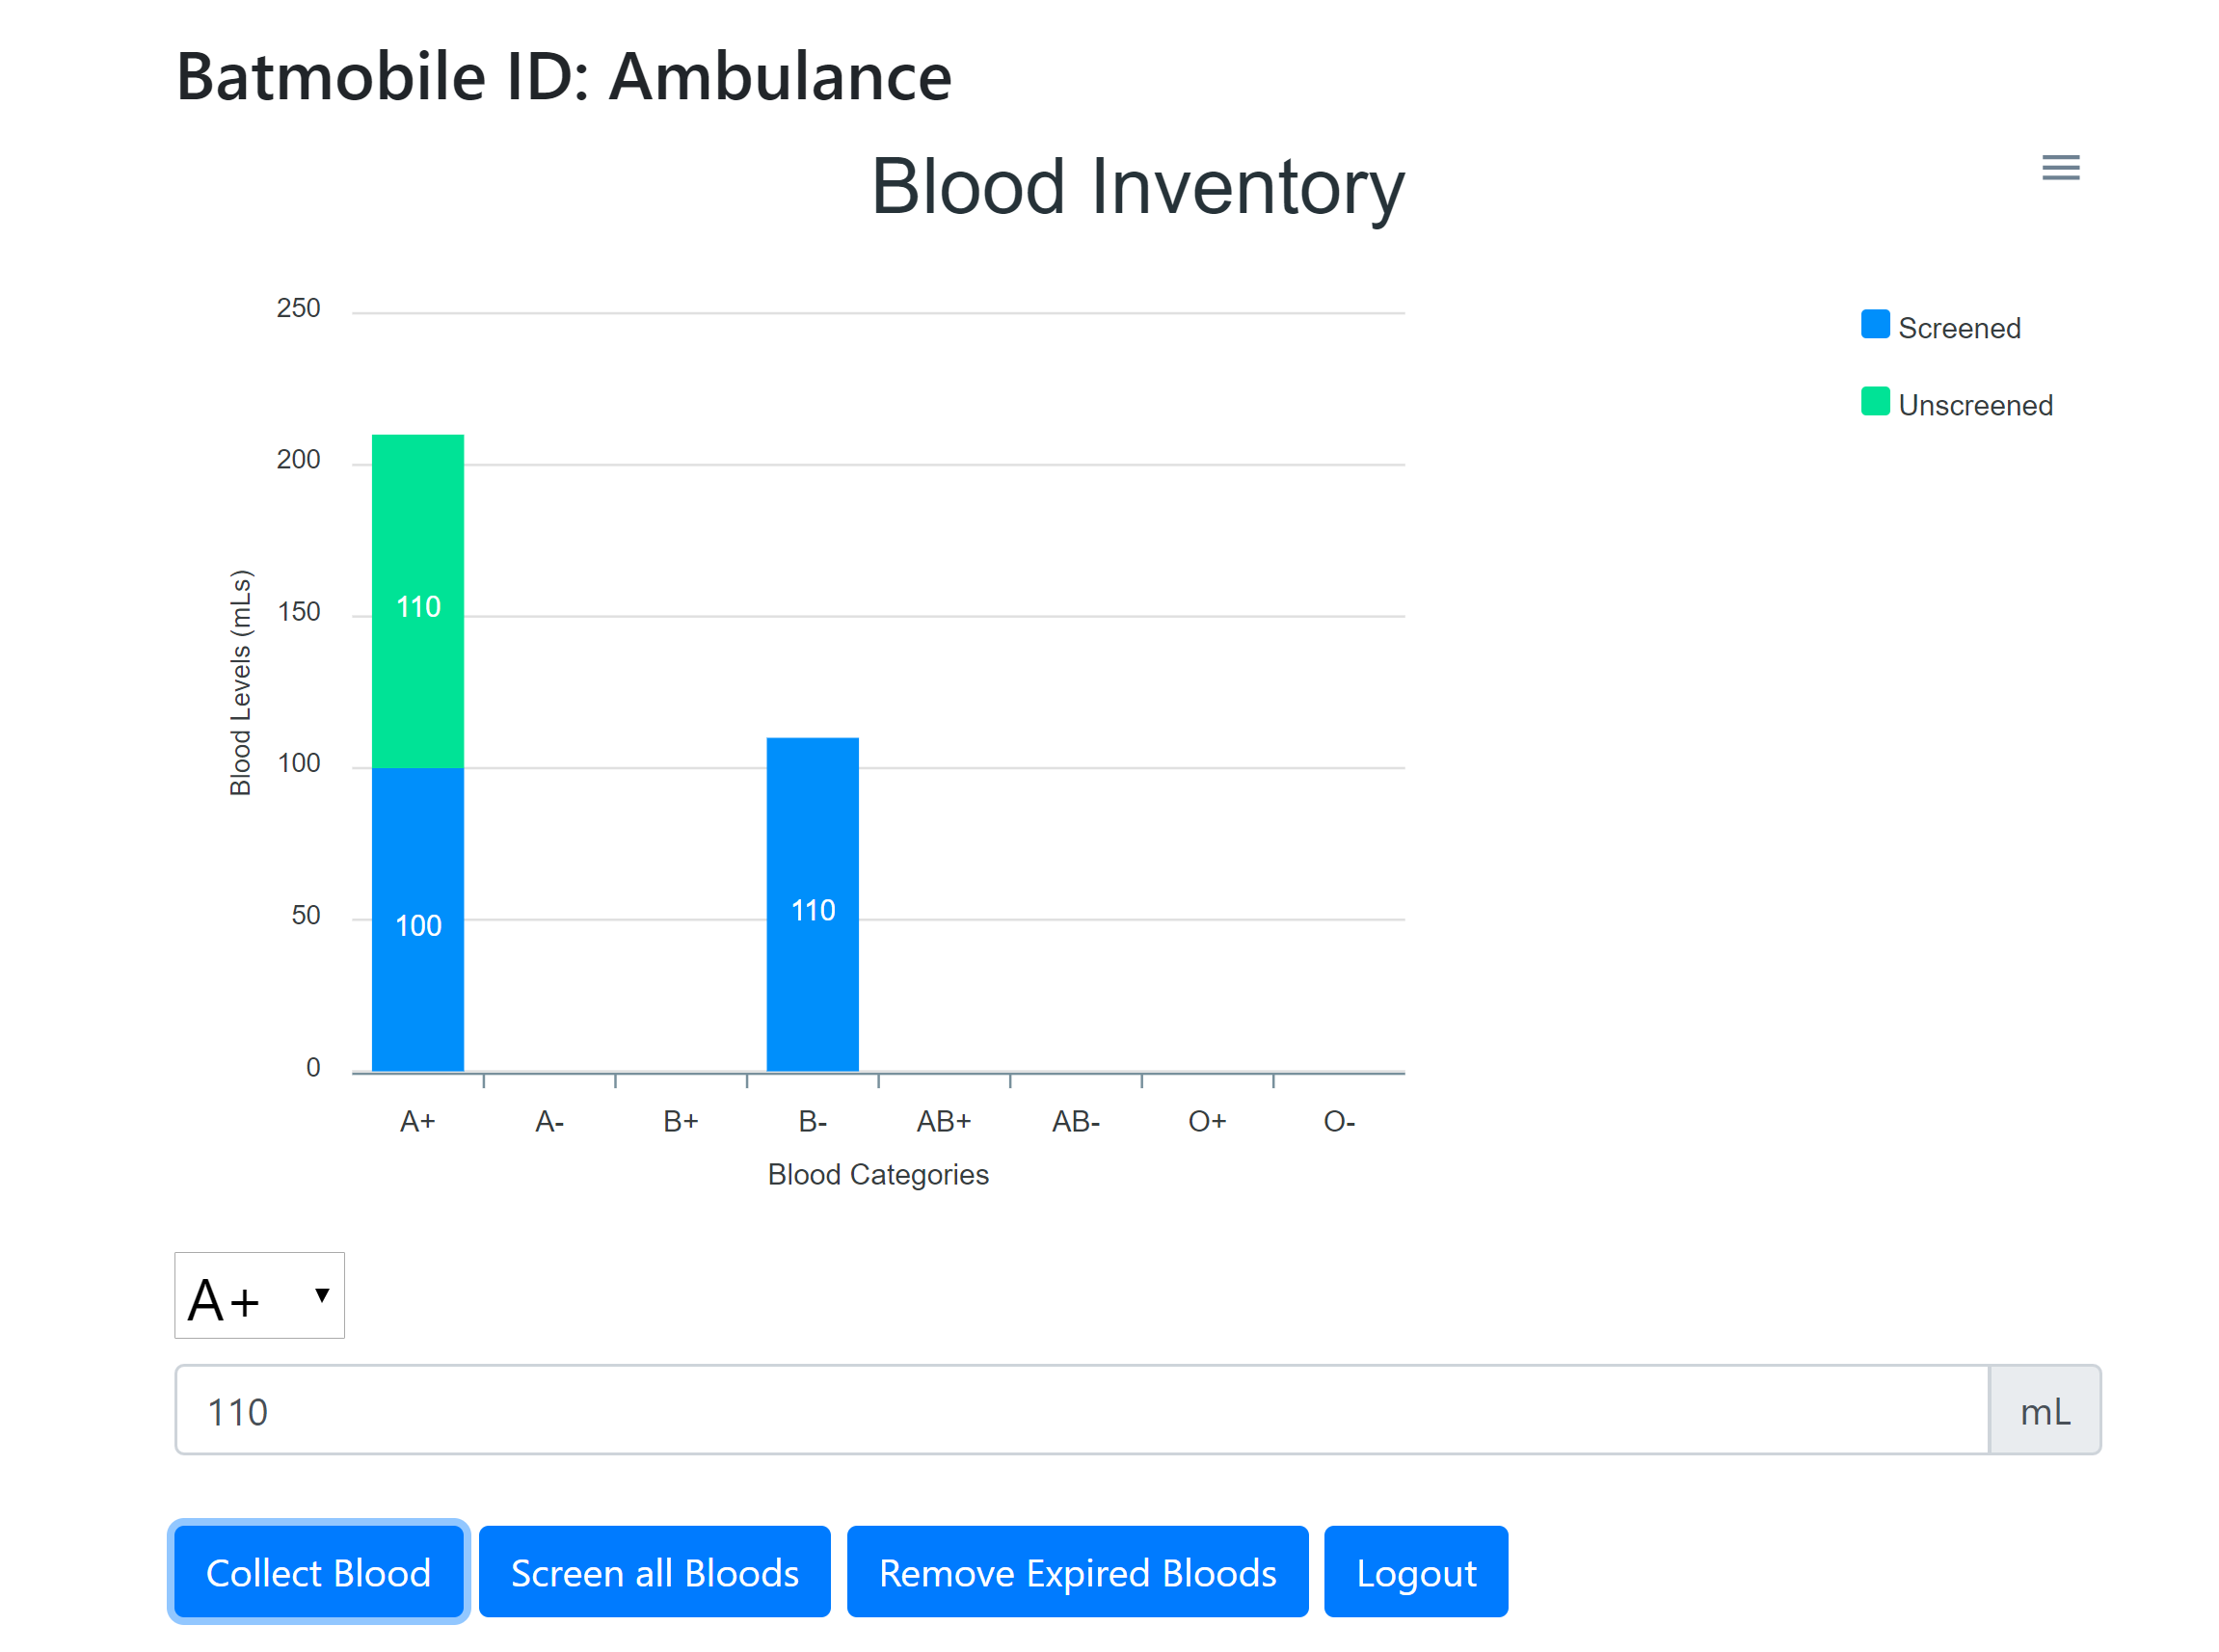 Batmobile ID: Ambulance
Blood Inventory
250
200
150
100
50
0
Blood Levels (mLs)
110
100
110
A+ A- B+ B- AB+ AB- O+ O-
Blood Categories
Screened
Unscreened
A+
110 mL
Collect Blood Screen all Bloods Remove Expired Bloods Logout